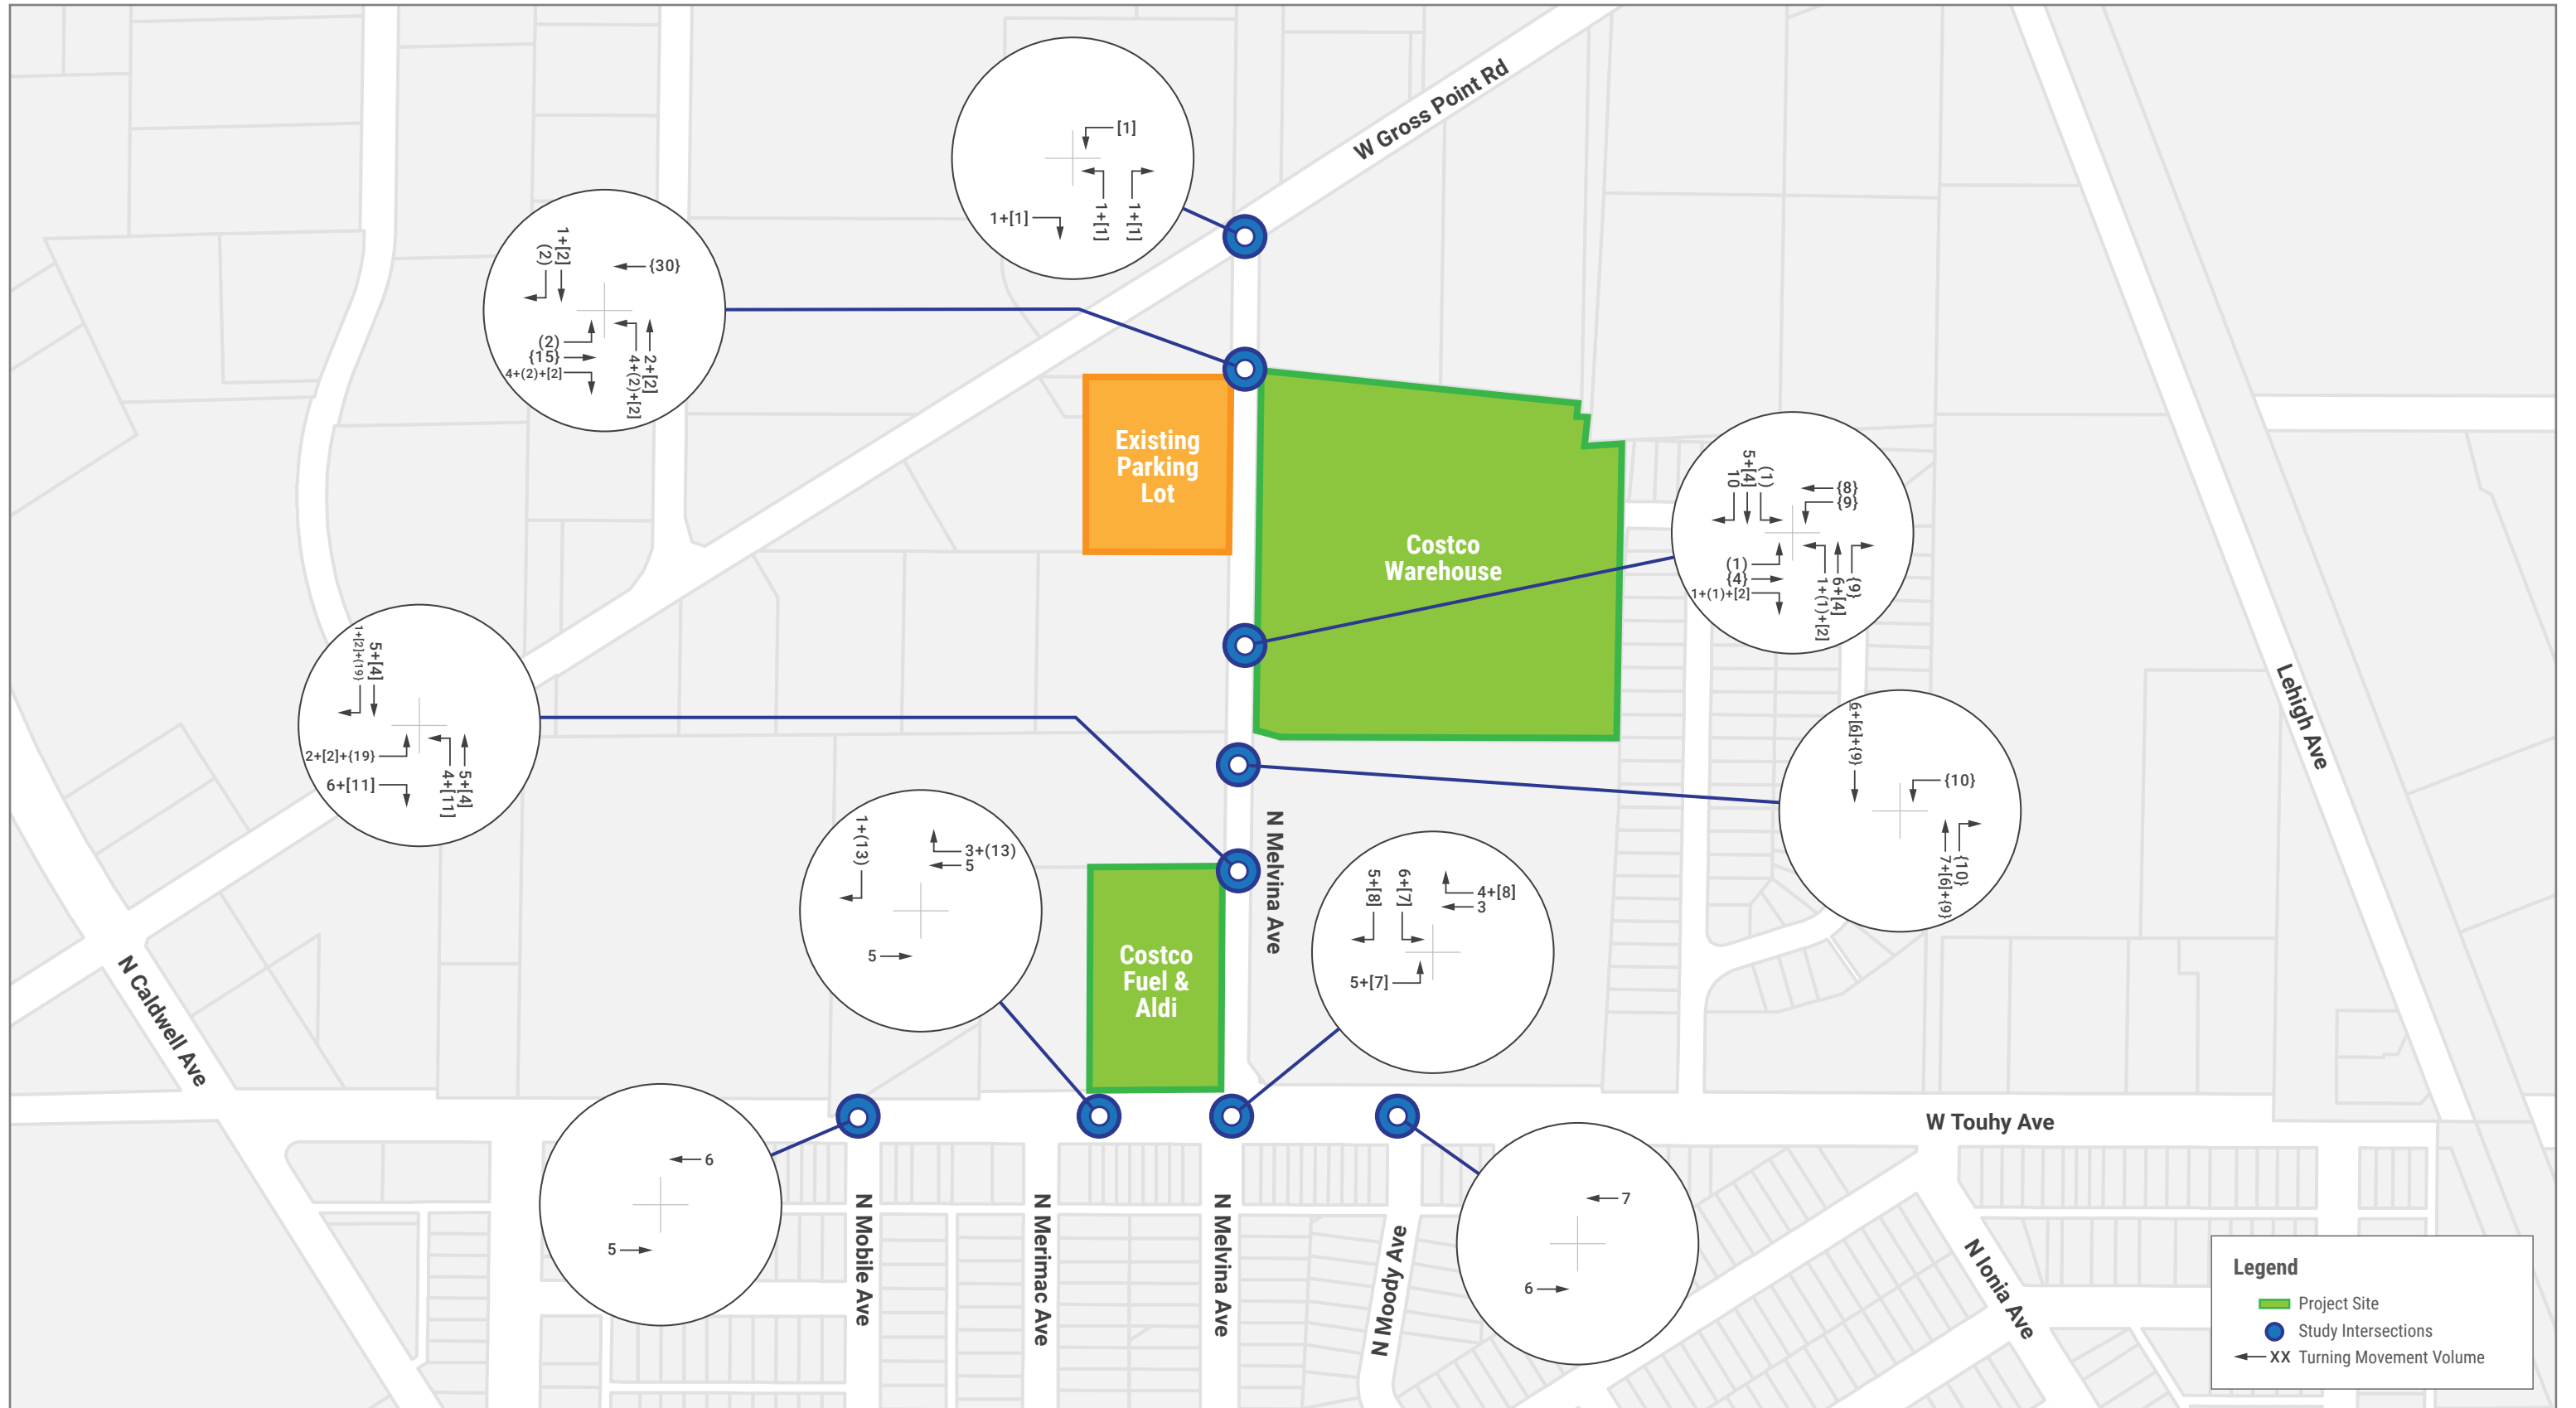 W Gross Point Rd
[1]
1+[1]
1+[1]
1+[1]
(2)
1+[2]
{30}
(2)
{15}
4+(2)+[2]
4+(2)+[2]
2+[2]
Existing
Parking
Lot
Costco
Warehouse
10
5+[4]
(1)
{8}
{9}
(1)
{4}
1+(1)+[2]
1+(1)+[2]
6+[4]
{9}
1+[2]+{19}
5+[4]
2+[2]+{19}
6+[11]
4+[11]
5+[4]
6+[6]+{9}
{10}
7+[6]+{9}
{10}
Lehigh Ave
N Melvina Ave
1+(13)
3+(13)
5
5
5+[8]
6+[7]
4+[8]
3
5+[7]
Costco
Fuel &
Aldi
N Caldwell Ave
W Touhy Ave
6
5
7
6
N Mobile Ave
N Merimac Ave
N Melvina Ave
N Moody Ave
N Ionia Ave
Legend
Project Site
Study Intersections
XX Turning Movement Volume